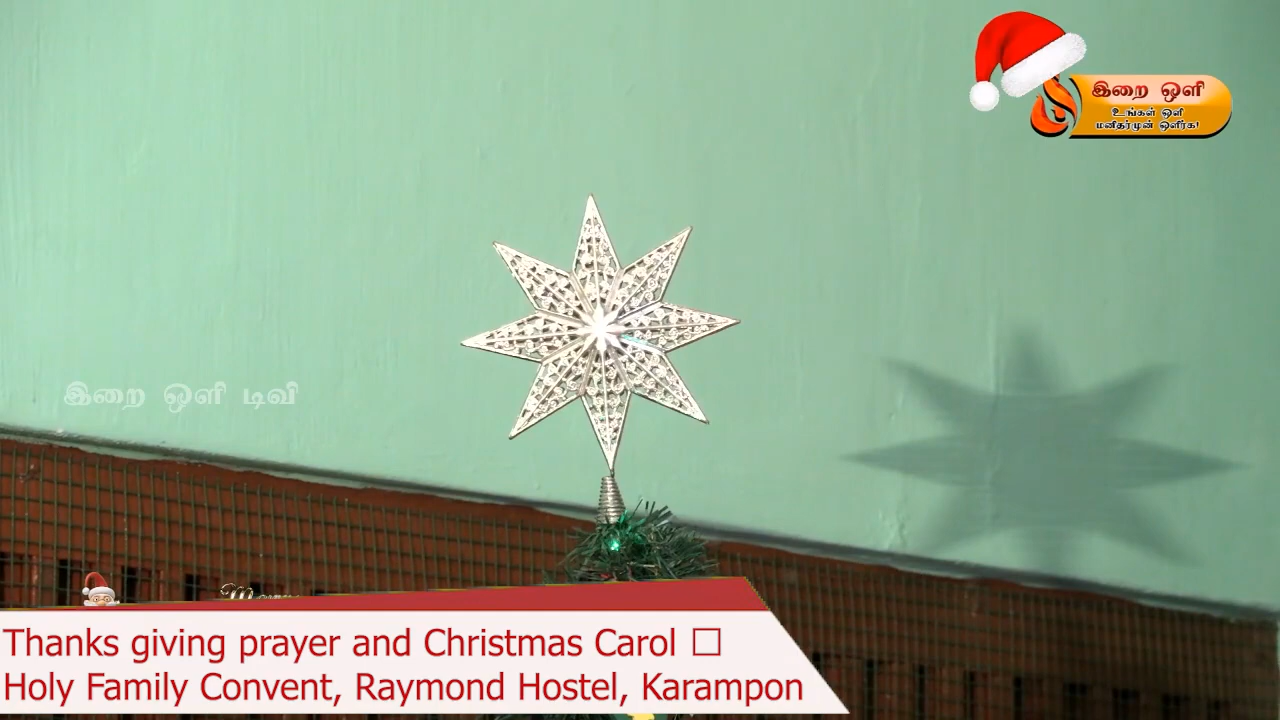 இறை ஒளி
உங்கள் ஒளி
மனிதர்முன் ஒளிர்க!
இறை ஒளி டிவி
Thanks giving prayer and Christmas Carol
Holy Family Convent, Raymond Hostel, Karampon